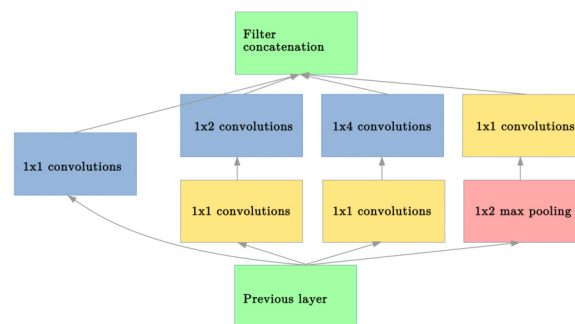 Filter
concatenation
1x2 convolutions
1x4 convolutions
1x1 convolutions
1x1 convolutions
1x1 convolutions
1x1 convolutions
1x2 max pooling
Previous layer